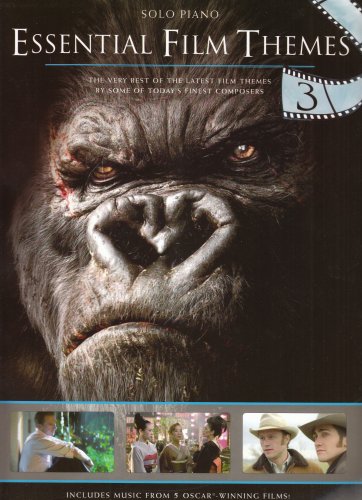 SOLO PIANO
ESSENTIAL FILM THEMES
3
THE VERY BEST OF THE LATEST FILM THEMES
BY SOME OF TODAY'S FINEST COMPOSERS
INCLUDES MUSIC FROM 5 OSCAR®-WINNING FILMS!